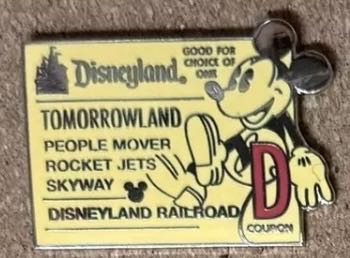 GOOD FOR
CHOICE OF
ONE
Disneyland®
TOMORROWLAND
PEOPLE MOVER
ROCKET JETS
SKYWAY
DISNEYLAND RAILROAD
D
COUPON